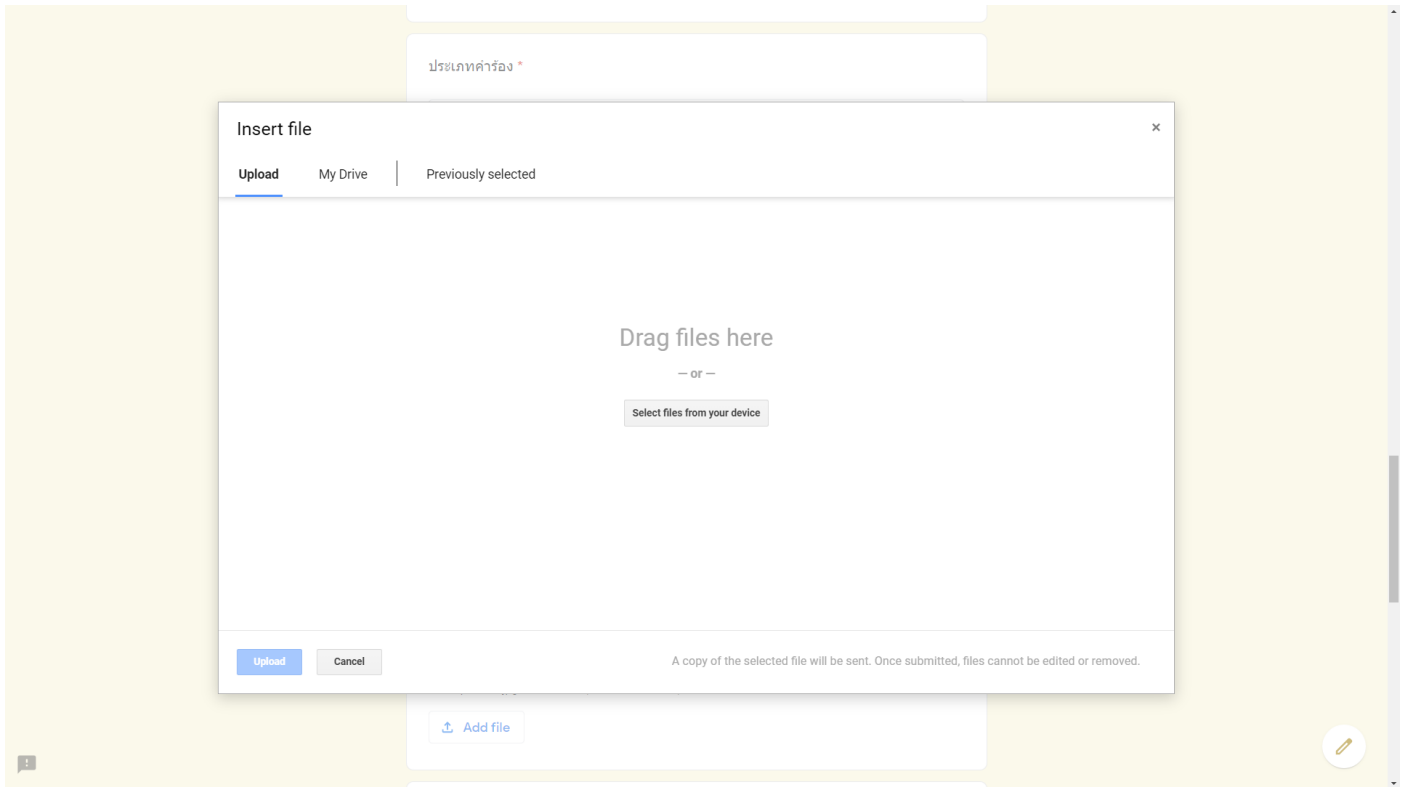 ประเภทคำร้อง *
Insert file
Upload
My Drive
Previously selected
Drag files here
— or —
Select files from your device
Upload
Cancel
A copy of the selected file will be sent. Once submitted, files cannot be edited or removed.
Add file